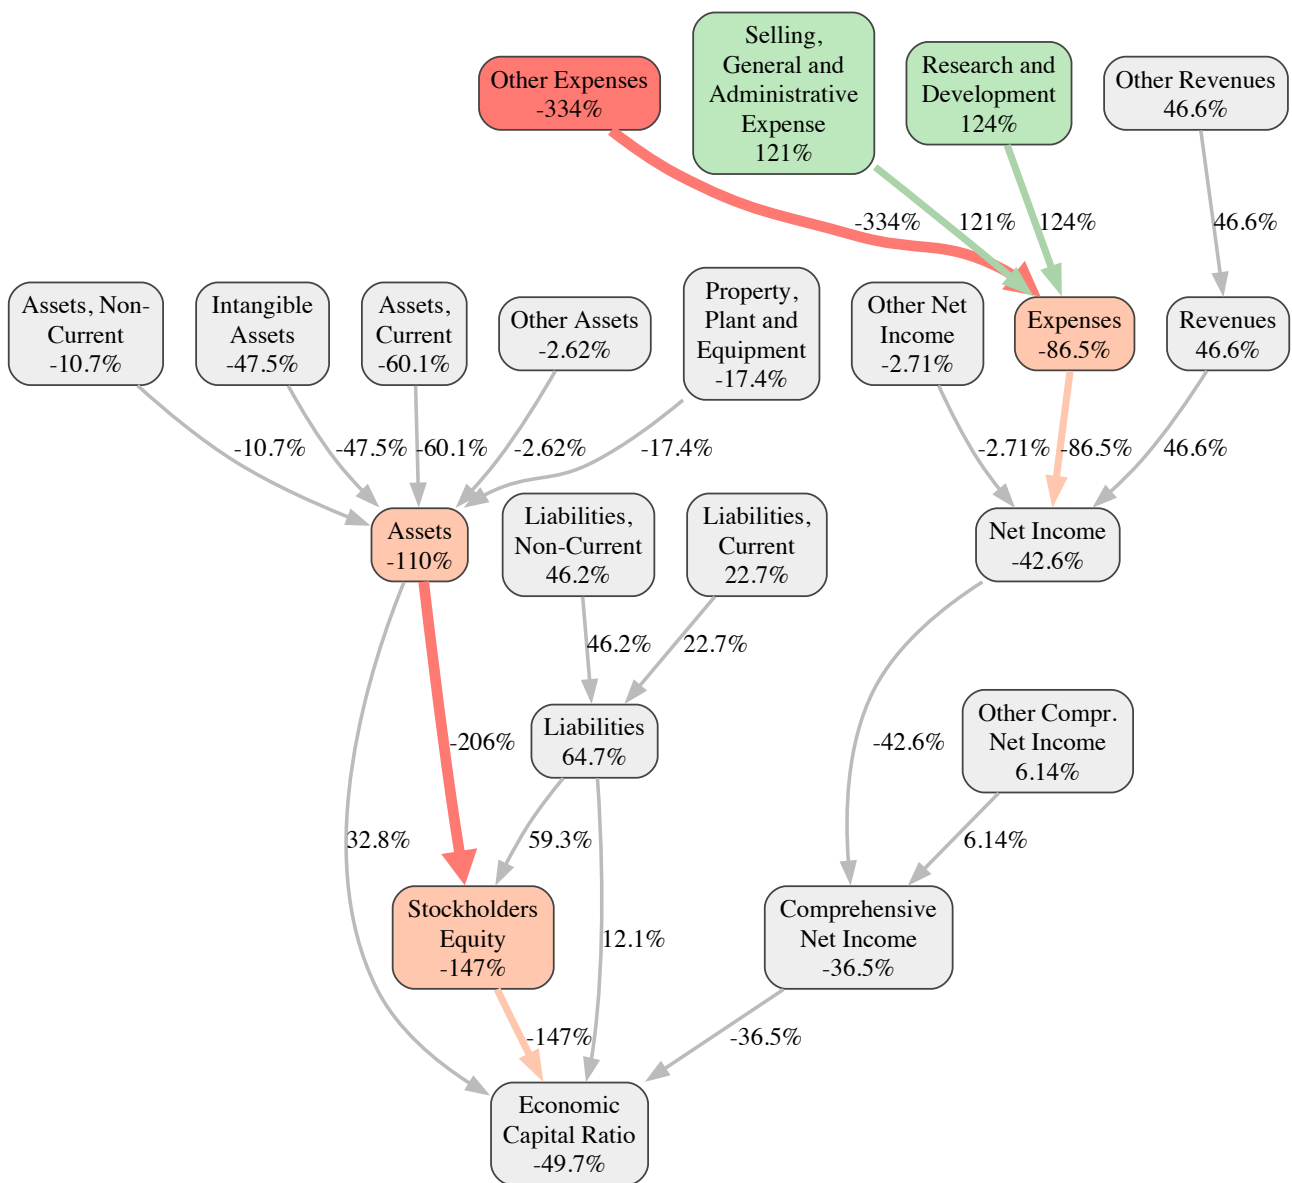 Other Expenses
-334%
Selling,
General and
Administrative
Expense
121%
Research and
Development
124%
Other Revenues
46.6%
-334%
121%
124%
46.6%
Assets, Non-
Current
-10.7%
Intangible
Assets
-47.5%
Assets,
Current
-60.1%
Other Assets
-2.62%
Property,
Plant and
Equipment
-17.4%
Other Net
Income
-2.71%
Expenses
-86.5%
Revenues
46.6%
-10.7%
-47.5%
-60.1%
-2.62%
-17.4%
-2.71%
-86.5%
46.6%
Assets
-110%
Liabilities,
Non-Current
46.2%
Liabilities,
Current
22.7%
Net Income
-42.6%
46.2%
22.7%
Liabilities
64.7%
Other Compr.
Net Income
6.14%
-206%
-42.6%
32.8%
59.3%
6.14%
Stockholders
Equity
-147%
12.1%
Comprehensive
Net Income
-36.5%
-147%
-36.5%
Economic
Capital Ratio
-49.7%